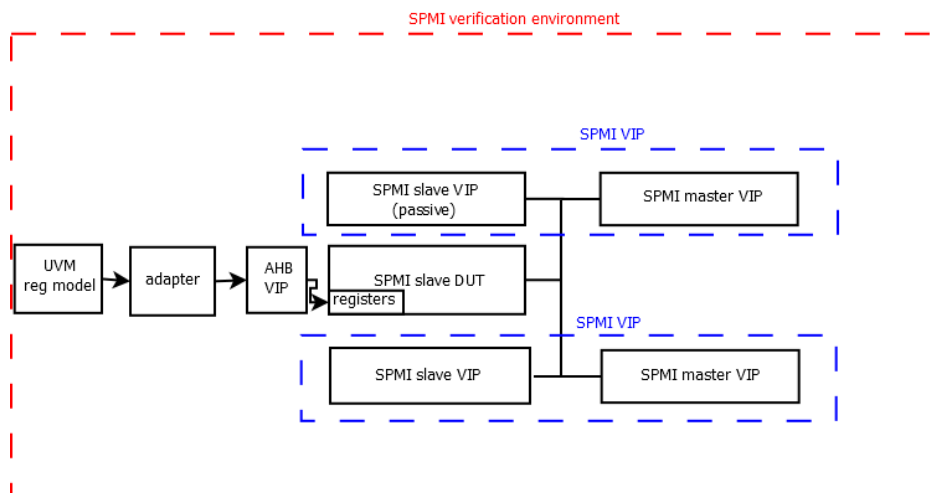 SPMI verification environment
SPMI VIP
SPMI slave VIP
(passive)
SPMI master VIP
UVM
reg model
adapter
AHB
VIP
SPMI slave DUT
registers
SPMI VIP
SPMI slave VIP
SPMI master VIP